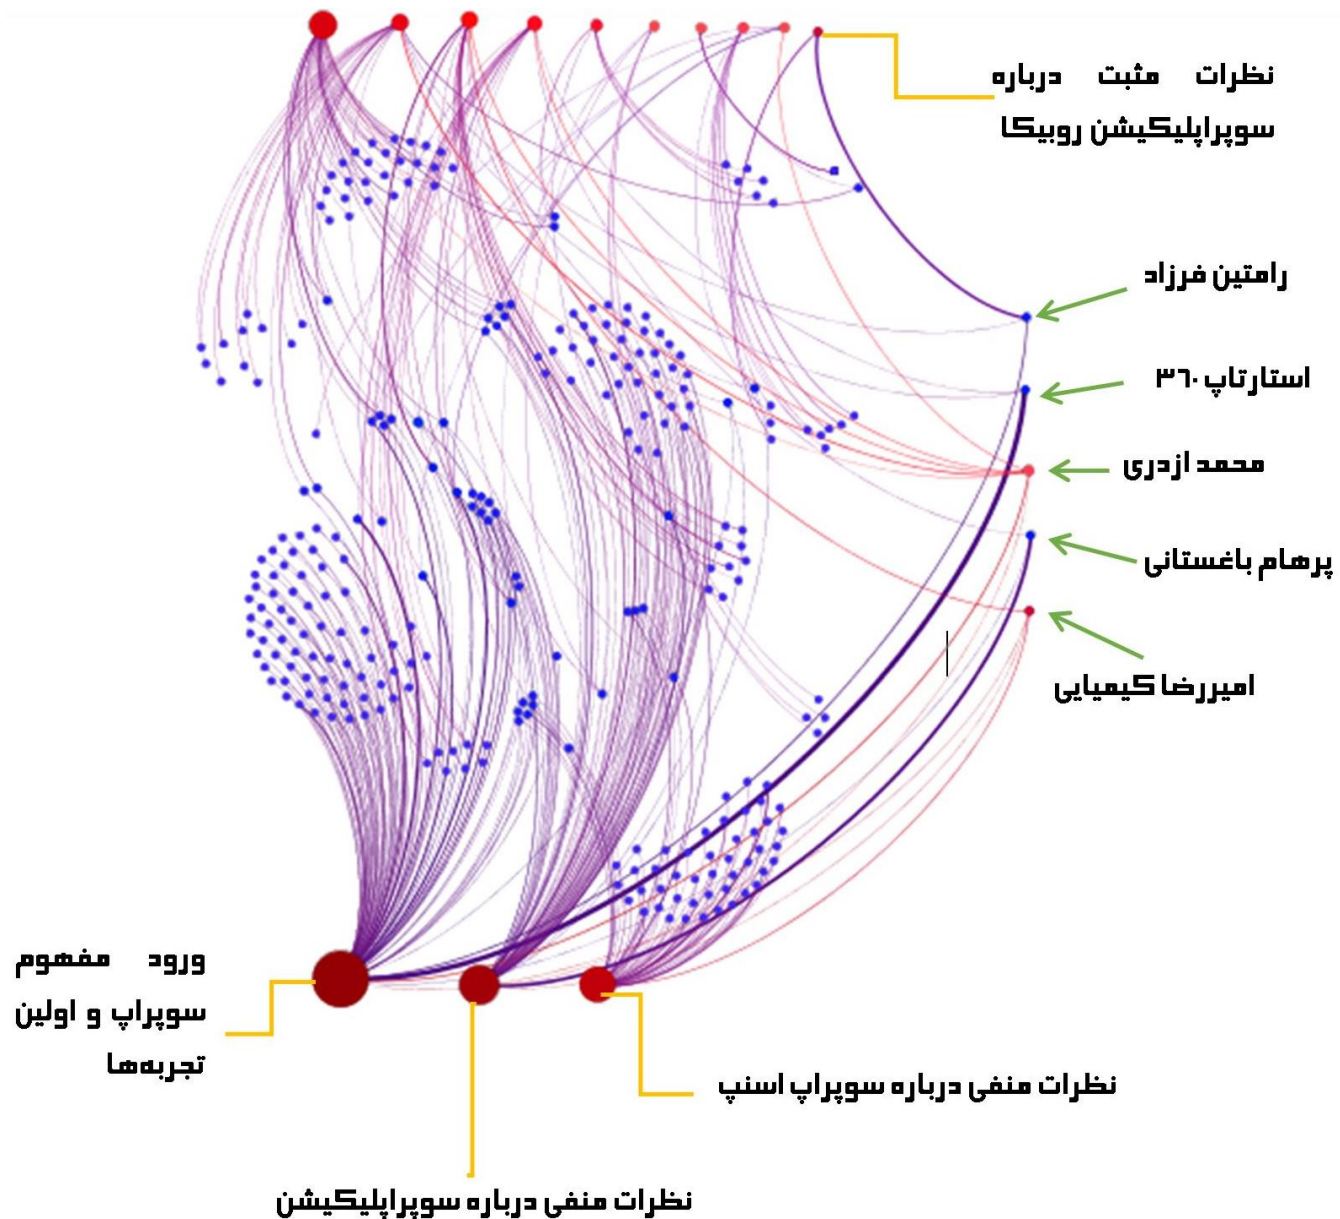 نظرات مثبت درباره
سوپراپلیکیشن روبیکا
رامتین فرزاد
استارتاپ ۳۶۰
محمد اژدری
پرهام باغستانی
امیررضا کیمیایی
ورود مفهوم
سوپراپ و اولین
تجربه‌ها
نظرات منفی درباره سوپراپ اسنپ
نظرات منفی درباره سوپراپلیکیشن